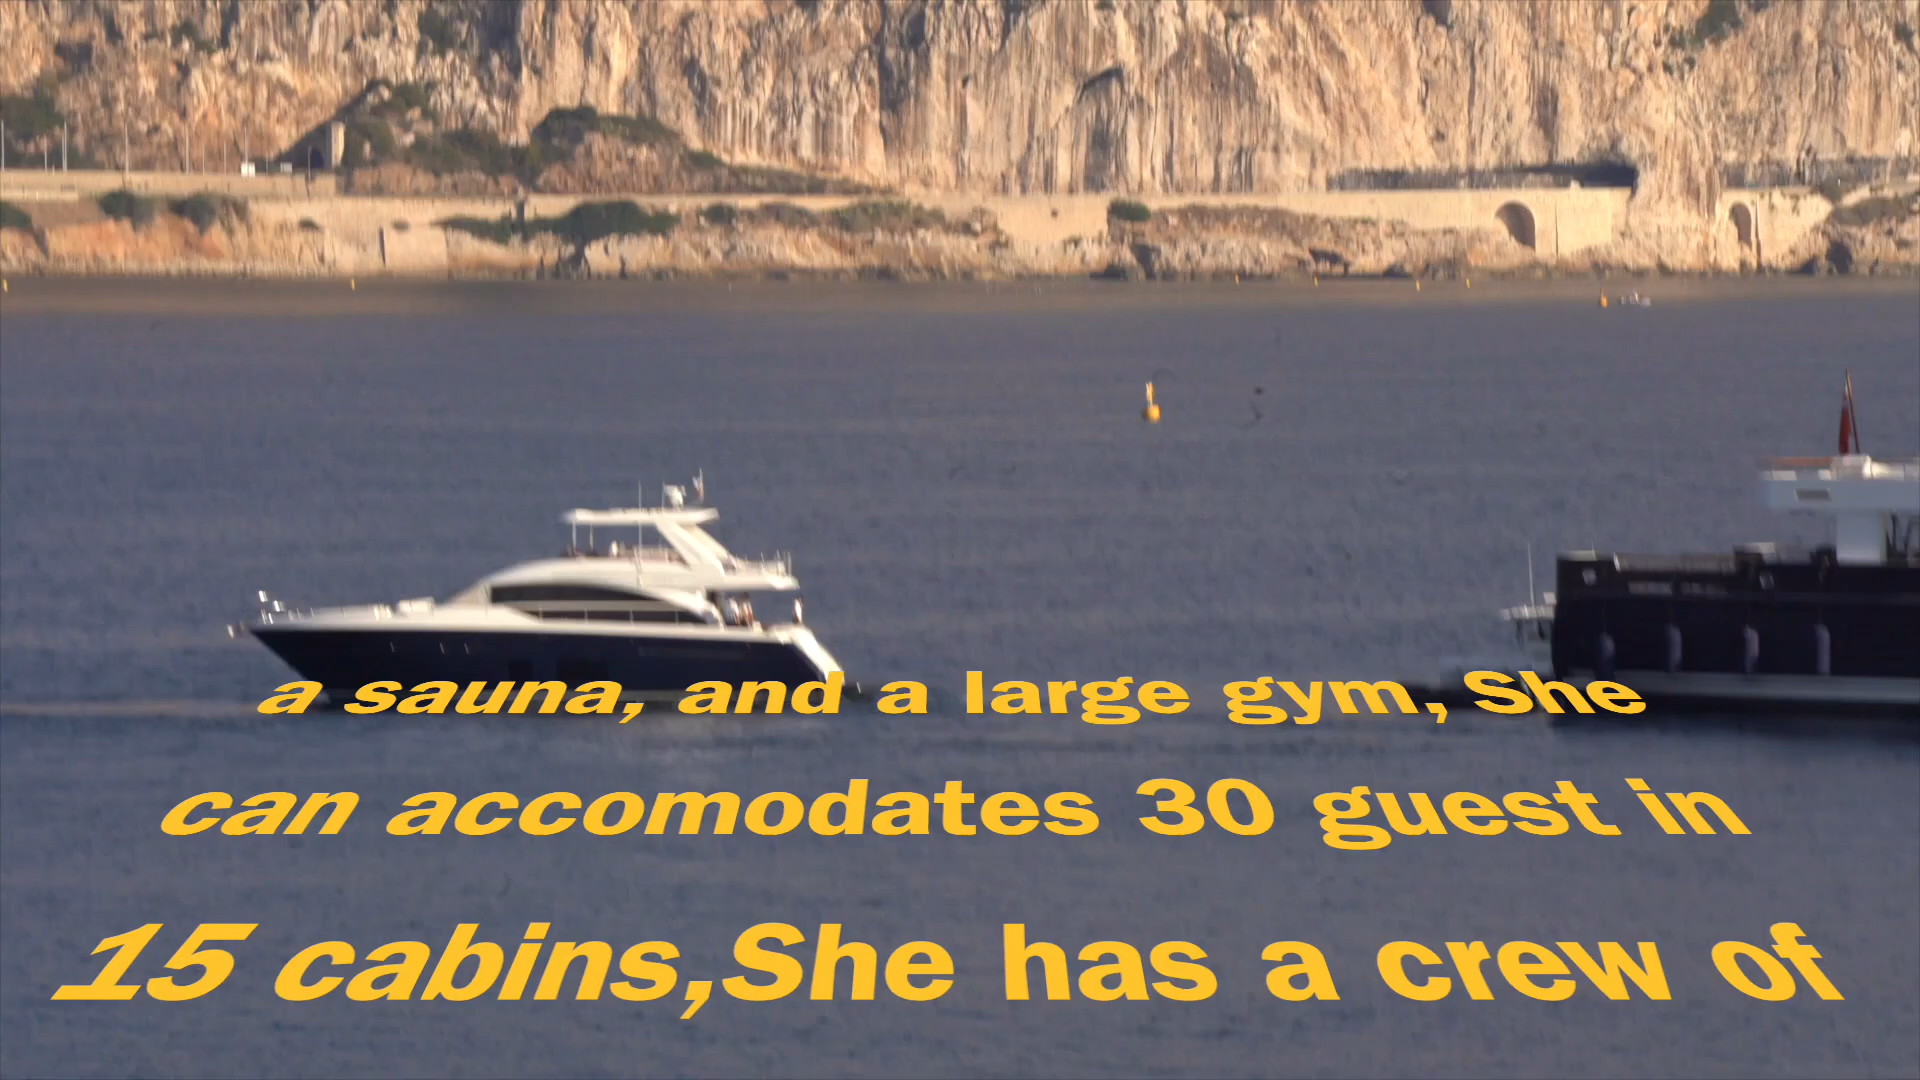 a sauna, and a large gym, She
can accomodates 30 guest in
15 cabins,She has a crew of